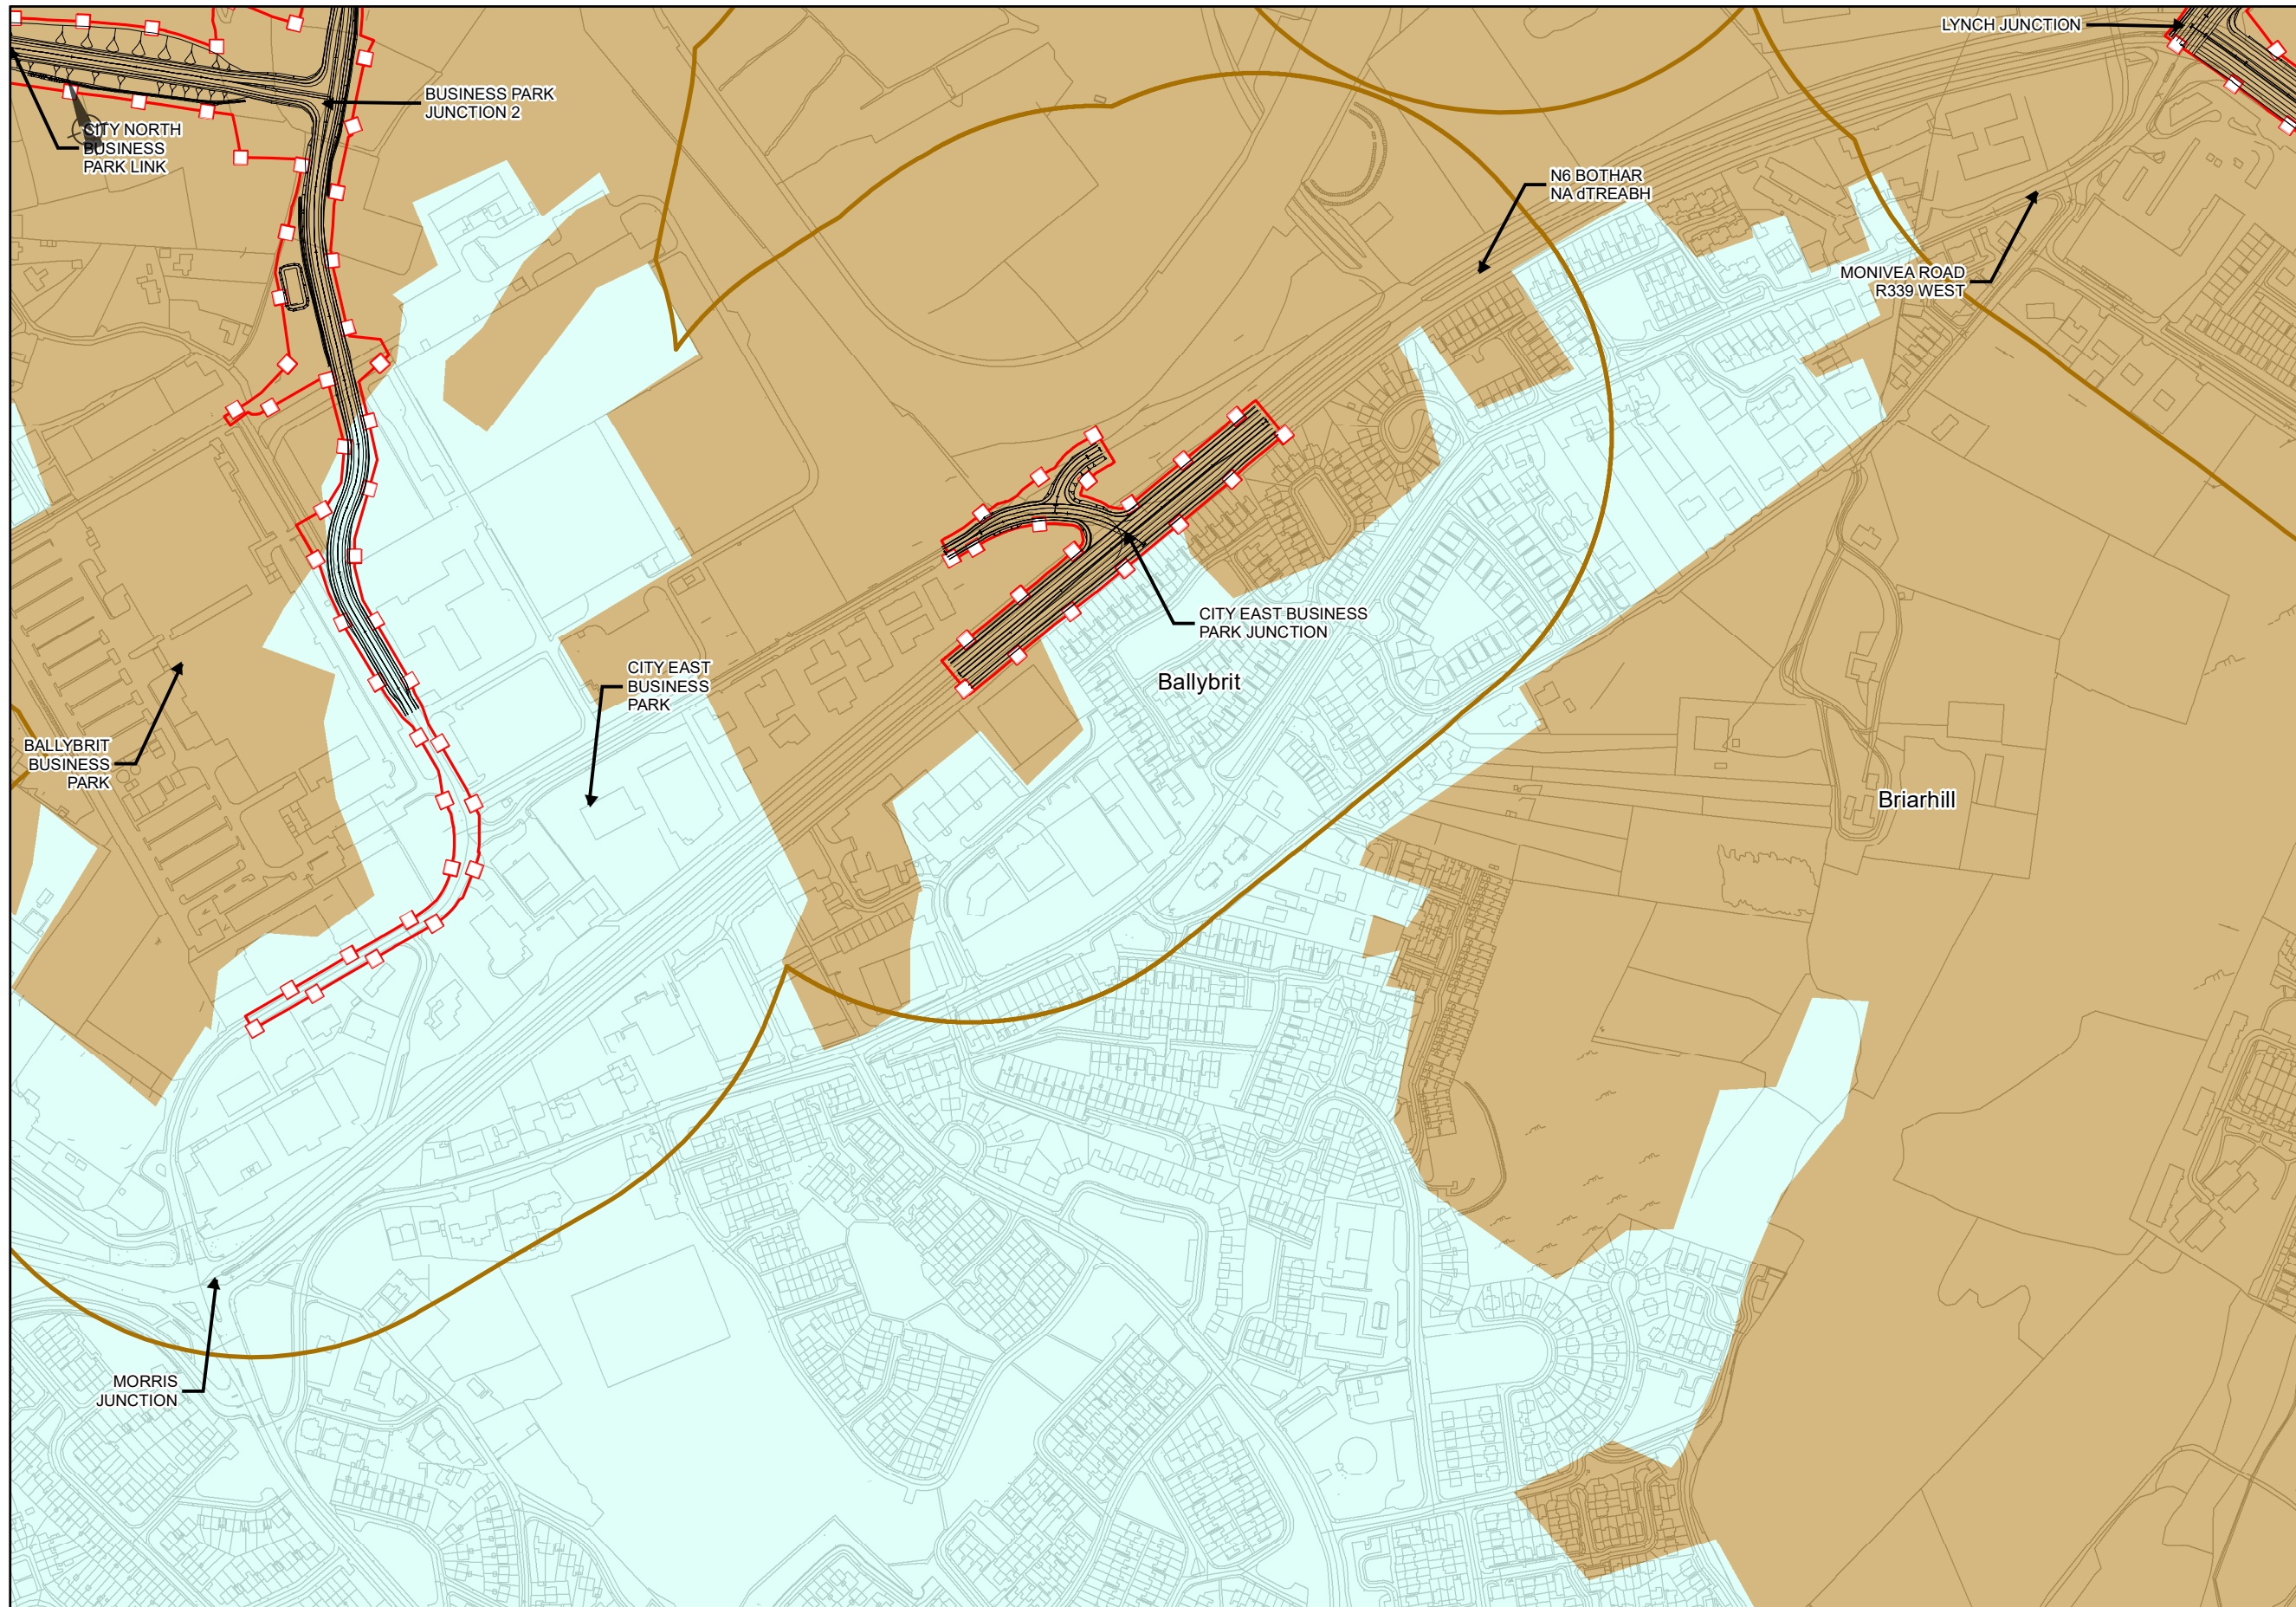 LYNCH JUNCTION
BUSINESS PARK
JUNCTION 2
CITY NORTH
BUSINESS
PARK LINK
N6 BOTHAR
NA dTREABH
MONIVEA ROAD
R339 WEST
CITY EAST BUSINESS
PARK JUNCTION
CITY EAST
BUSINESS
PARK
Ballybrit
BALLYBRIT
BUSINESS
PARK
Briarhill
MORRIS
JUNCTION